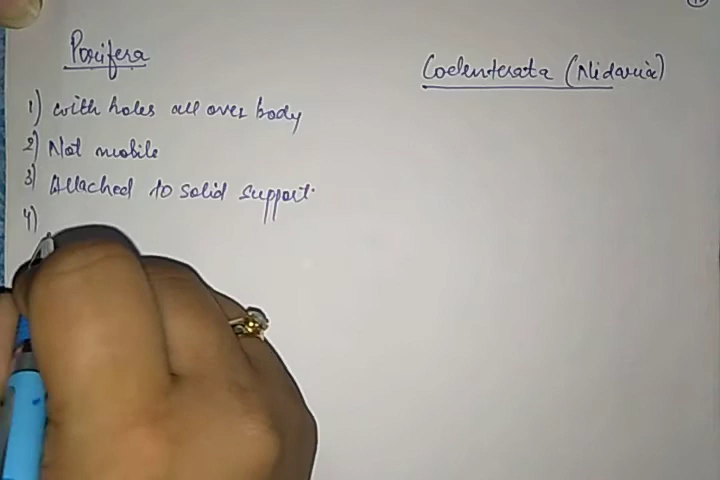 Porifera
Coelenterata (Nidaria)
1) with holes all over body
2) Not mobile
3) Attached to solid support.
4)